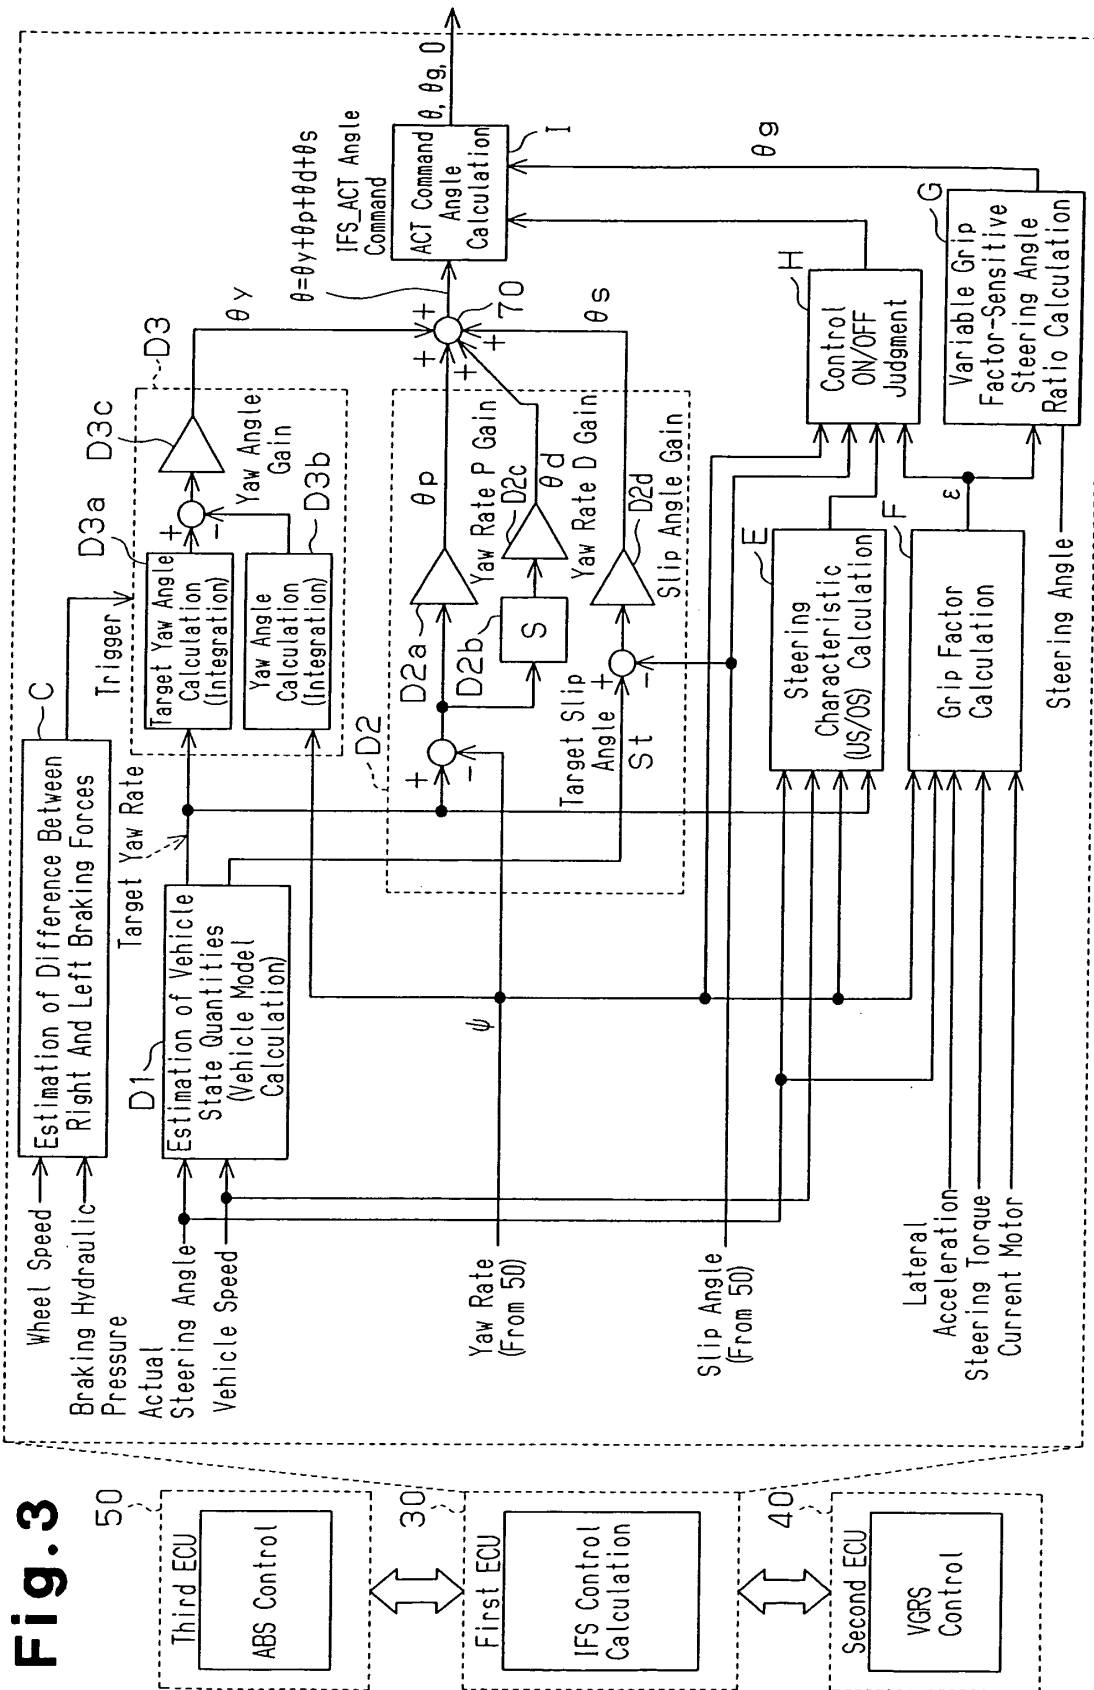 Fig.3
50
Third ECU
ABS Control
30
First ECU
IFS Control
Calculation
40
Second ECU
VGRS
Control
Wheel Speed
Braking Hydraulic
Pressure
Actual
Steering Angle
Vehicle Speed
Yaw Rate
(From 50)
Slip Angle
(From 50)
Lateral
Acceleration
Steering Torque
Current Motor
C
Estimation of Difference Between
Right And Left Braking Forces
D1
Estimation of Vehicle
State Quantities
(Vehicle Model
Calculation)
Target Yaw Rate
Trigger
ψ
D3
D3a
Target Yaw Angle
Calculation
(Integration)
Yaw Angle
Calculation
(Integration)
D3b
+
-
D3c
Yaw Angle
Gain
θy
D2
+
-
D2a
θp
Yaw Rate P Gain
D2b
S
D2c
θd
Yaw Rate D Gain
Target Slip
Angle
St
+
-
D2d
Slip Angle Gain
θs
+
+
+
+
70
θ=θy+θp+θd+θs
IFS_ACT Angle
Command
ACT Command
Angle
Calculation
I
θ, θg, 0
θg
E
Steering
Characteristic
(US/OS) Calculation
F
Grip Factor
Calculation
ε
H
Control
ON/OFF
Judgment
G
Variable Grip
Factor-Sensitive
Steering Angle
Ratio Calculation
Steering Angle